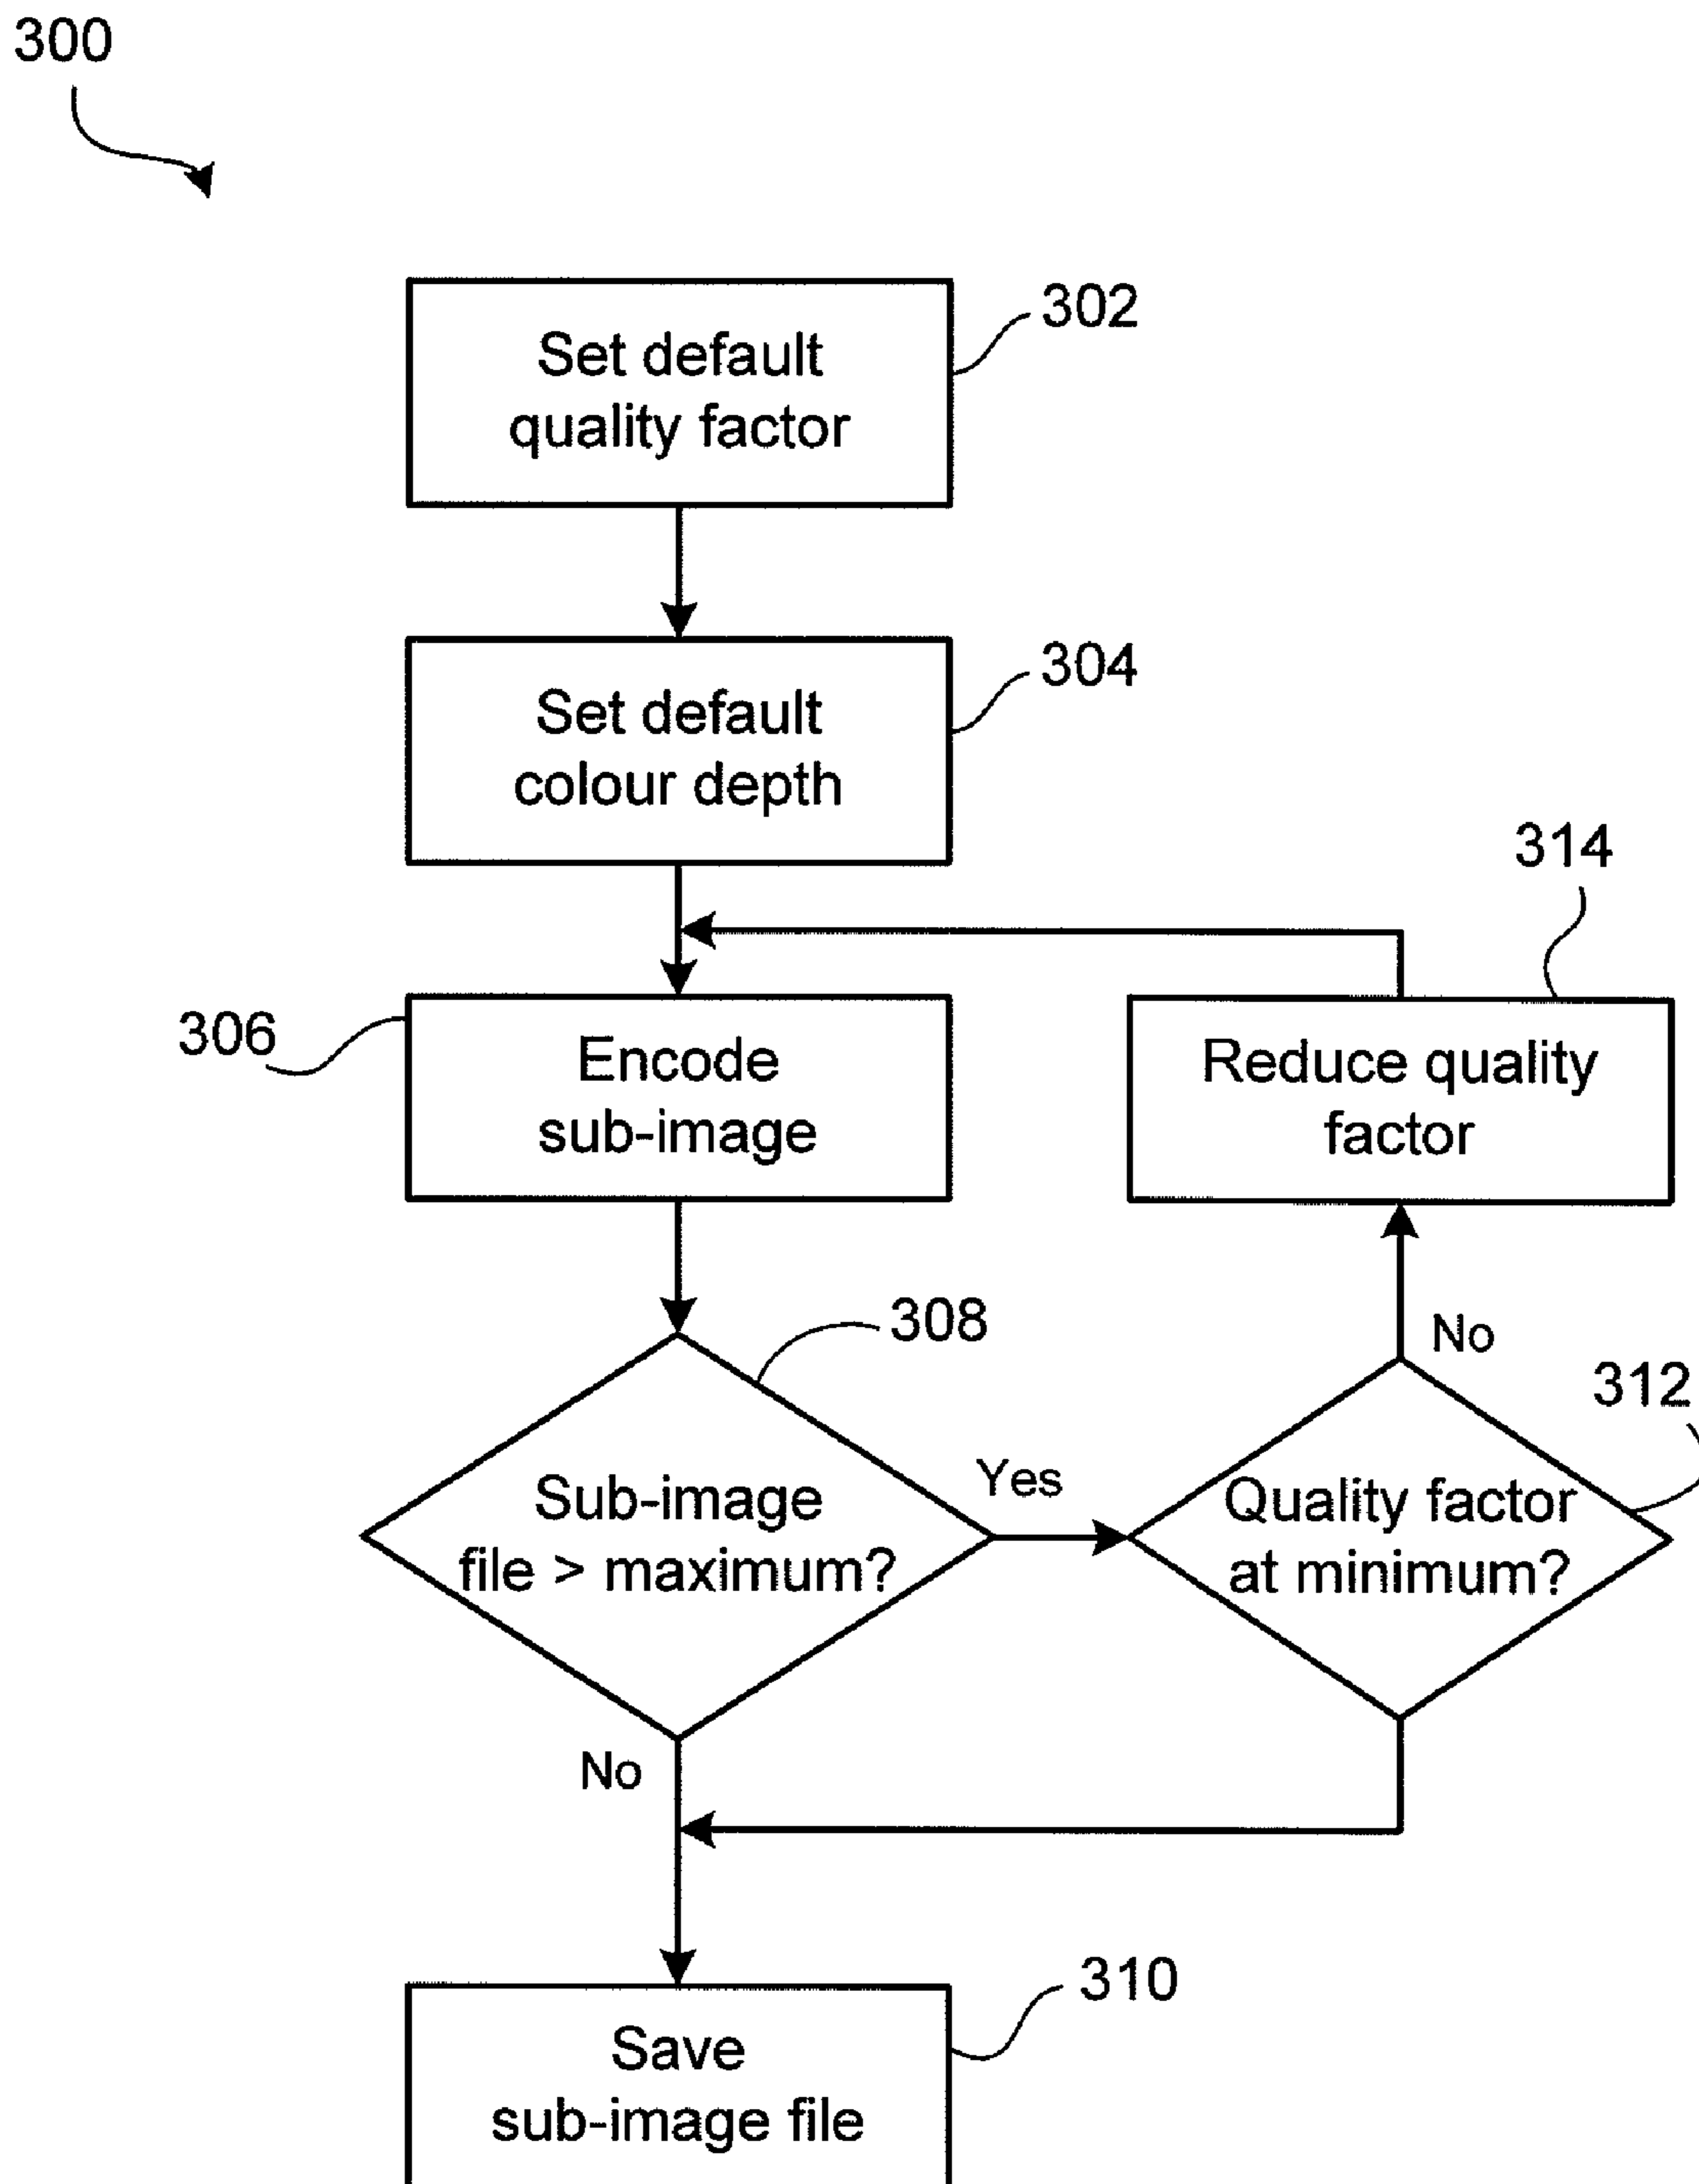 300
302
Set default
quality factor
304
Set default
colour depth
314
306
Encode
sub-image
Reduce quality
factor
308
No
312
Sub-image
file > maximum?
Yes
Quality factor
at minimum?
No
310
Save
sub-image file